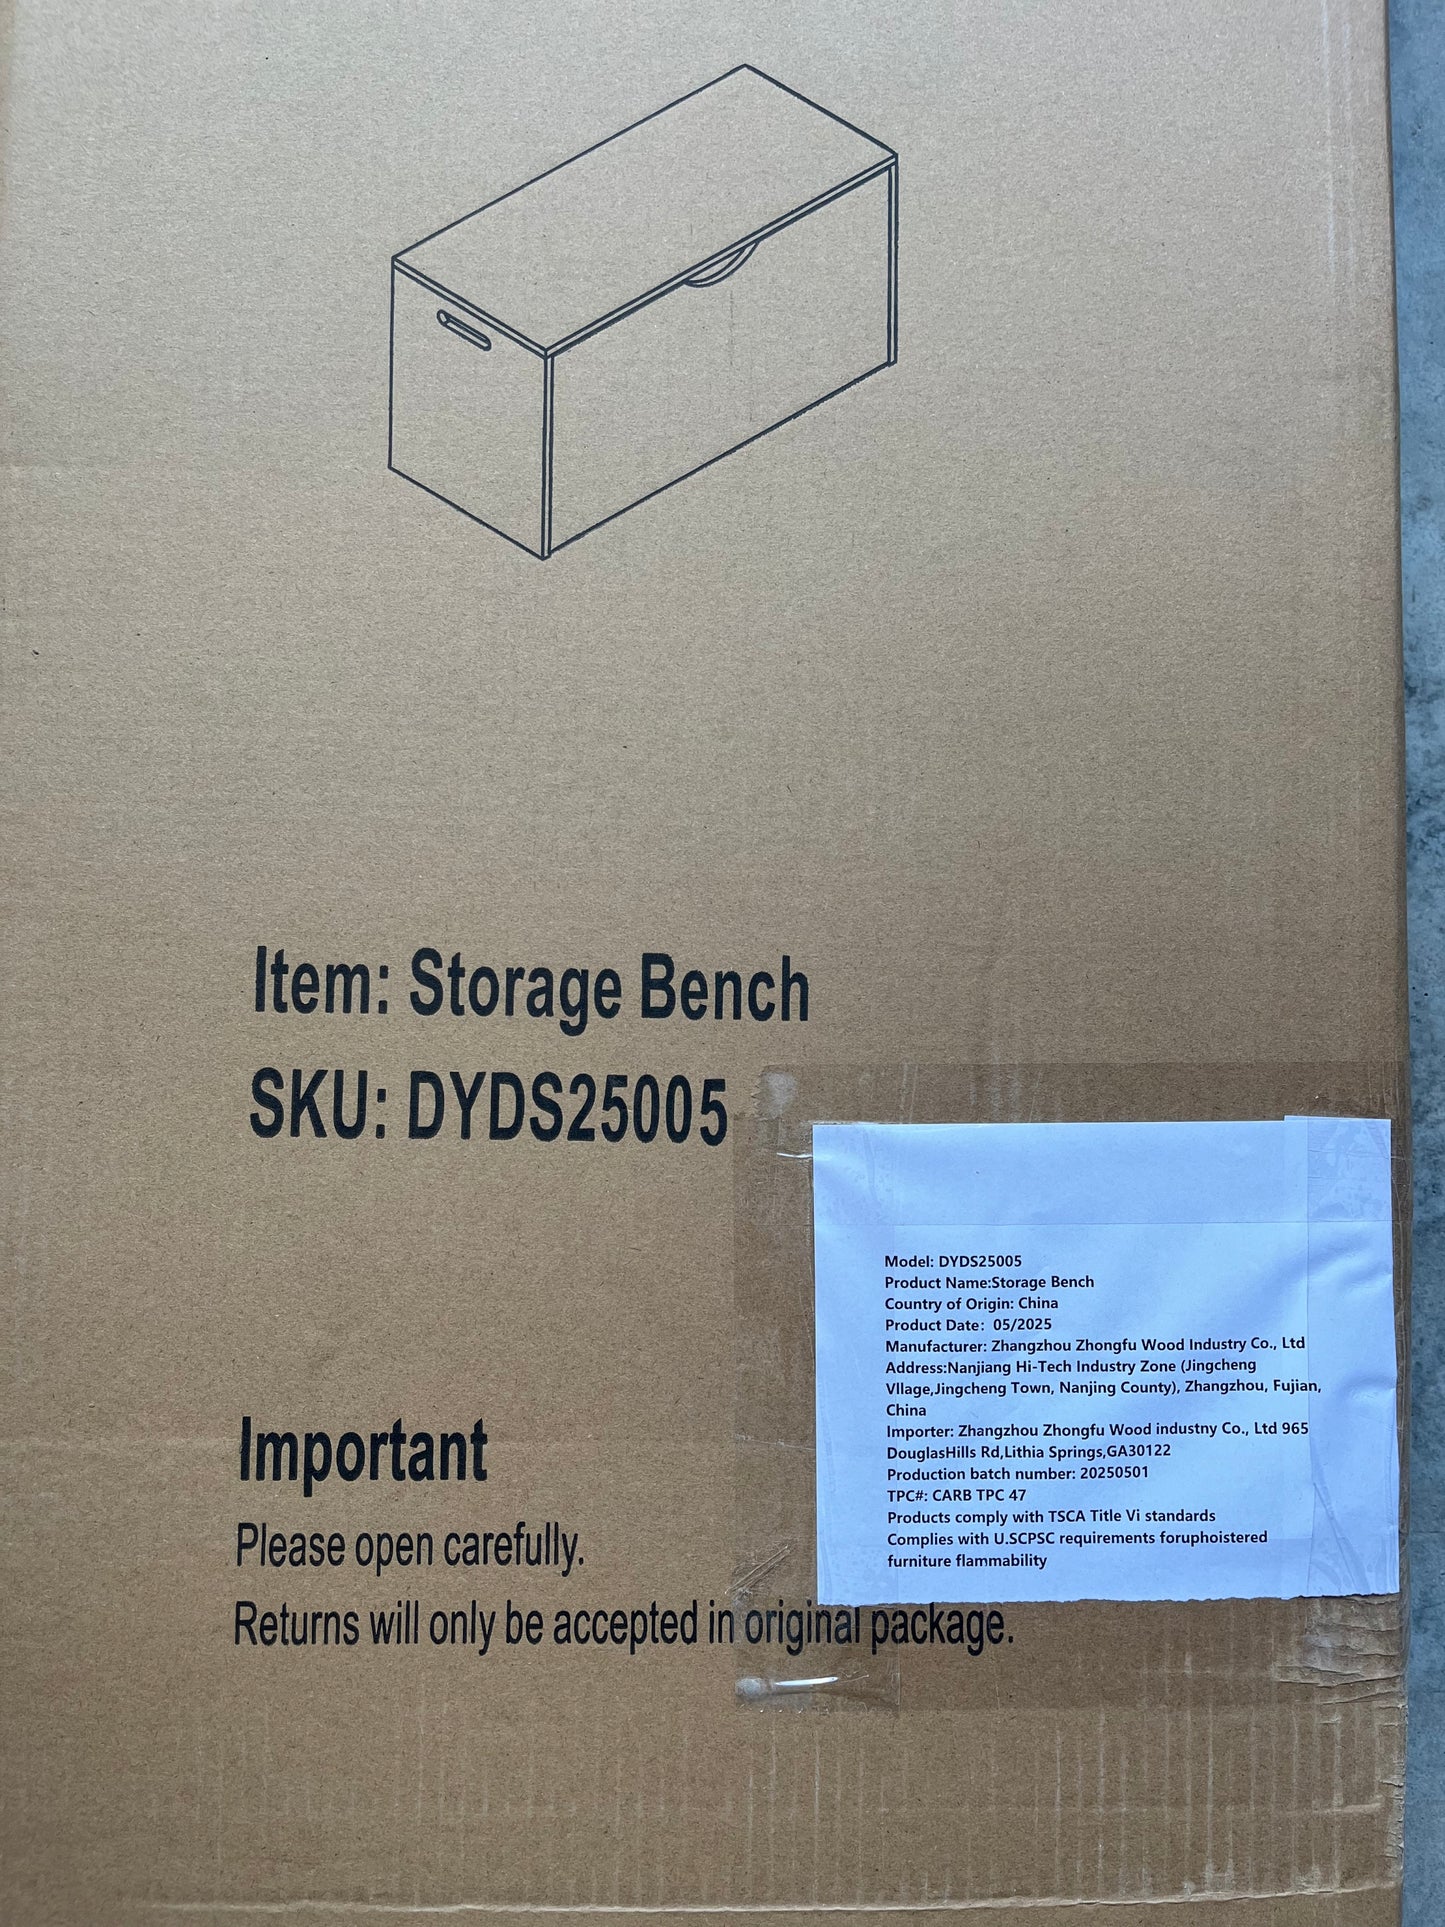 Item: Storage Bench
SKU: DYDS25005
Model: DYDS25005
Product Name:Storage Bench
Country of Origin: China
Product Date: 05/2025
Manufacturer: Zhangzhou Zhongfu Wood Industry Co., Ltd
Address:Nanjiang Hi-Tech Industry Zone (Jingcheng
Vllage,Jingcheng Town, Nanjing County), Zhangzhou, Fujian,
China
Importer: Zhangzhou Zhongfu Wood industny Co., Ltd 965
DouglasHills Rd,Lithia Springs,GA30122
Production batch number: 20250501
TPC#: CARB TPC 47
Products comply with TSCA Title Vi standards
Complies with U.SCPSC requirements foruphoistered
furniture flammability
Important
Please open carefully.
Returns will only be accepted in original package.